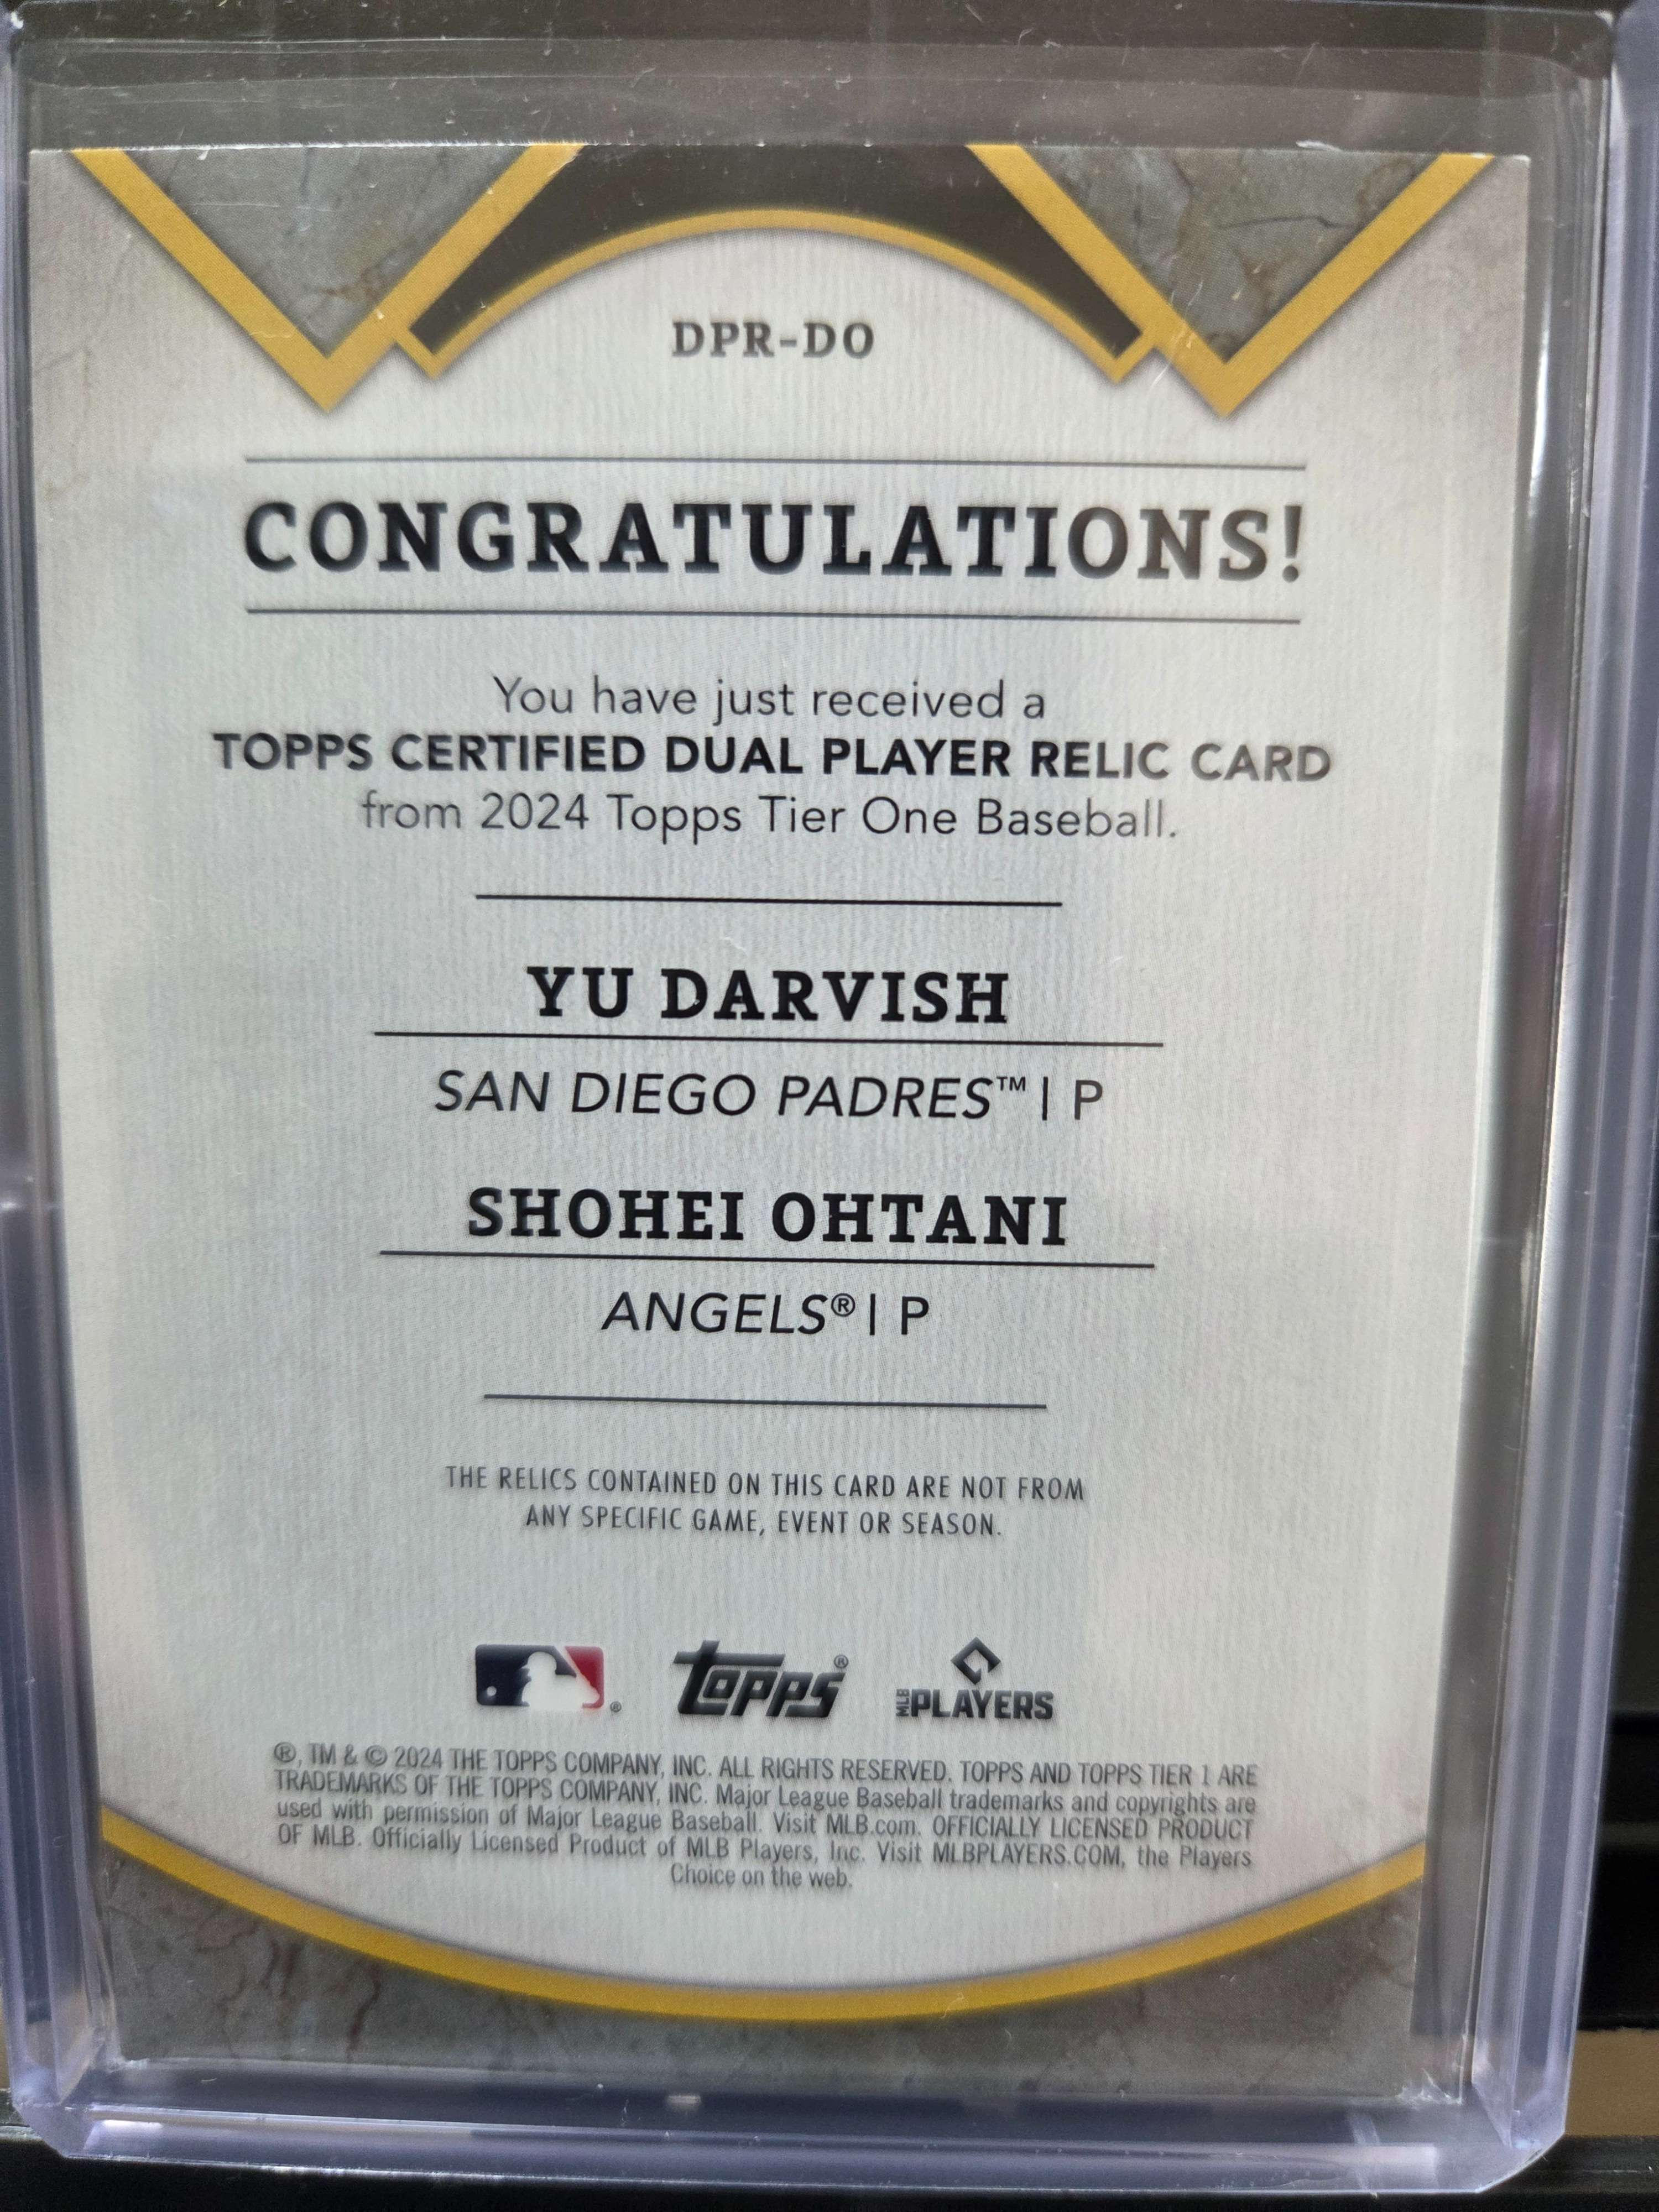 DPR-DO
CONGRATULATIONS!
You have just received a
TOPPS CERTIFIED DUAL PLAYER RELIC CARD
from 2024 Topps Tier One Baseball.
YU DARVISH
SAN DIEGO PADRES™ | P
SHOHEI OHTANI
ANGELS® | P
THE RELICS CONTAINED ON THIS CARD ARE NOT FROM
ANY SPECIFIC GAME, EVENT OR SEASON.
® topps® MLB PLAYERS
®, TM & © 2024 THE TOPPS COMPANY, INC. ALL RIGHTS RESERVED. TOPPS AND TOPPS TIER 1 ARE
TRADEMARKS OF THE TOPPS COMPANY, INC. Major League Baseball trademarks and copyrights are
used with permission of Major League Baseball. Visit MLB.com. OFFICIALLY LICENSED PRODUCT
OF MLB. Officially Licensed Product of MLB Players, Inc. Visit MLBPLAYERS.COM, the Players
Choice on the web.